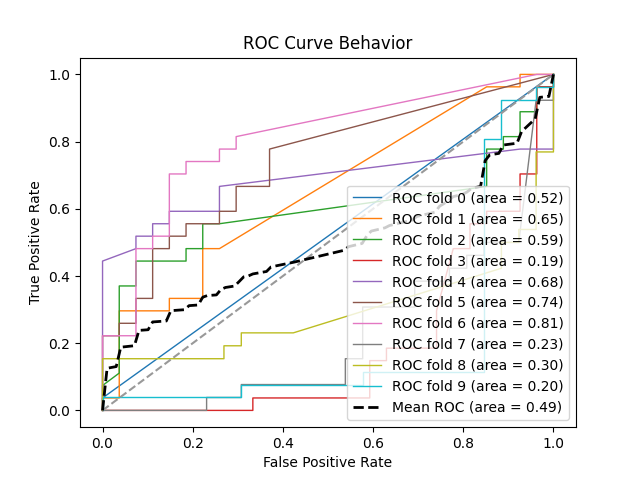 ROC Curve Behavior
1.0
0.8
0.6
0.4
0.2
0.0
True Positive Rate
ROC fold 0 (area = 0.52)
ROC fold 1 (area = 0.65)
ROC fold 2 (area = 0.59)
ROC fold 3 (area = 0.19)
ROC fold 4 (area = 0.68)
ROC fold 5 (area = 0.74)
ROC fold 6 (area = 0.81)
ROC fold 7 (area = 0.23)
ROC fold 8 (area = 0.30)
ROC fold 9 (area = 0.20)
Mean ROC (area = 0.49)
0.0 0.2 0.4 0.6 0.8 1.0
False Positive Rate